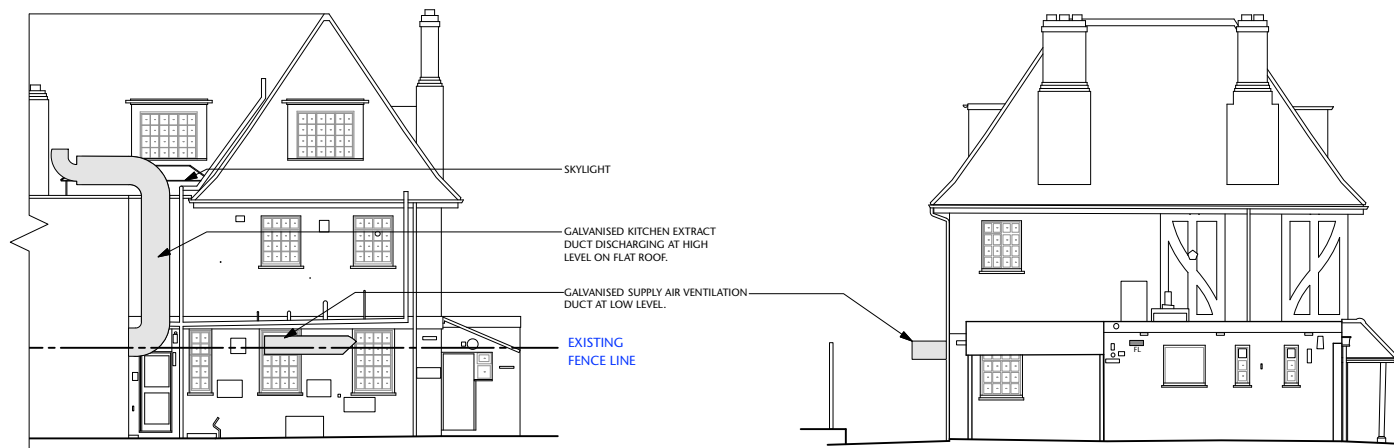 SKYLIGHT
GALVANISED KITCHEN EXTRACT
DUCT DISCHARGING AT HIGH
LEVEL ON FLAT ROOF.
GALVANISED SUPPLY AIR VENTILATION
DUCT AT LOW LEVEL.
EXISTING
FENCE LINE
FL